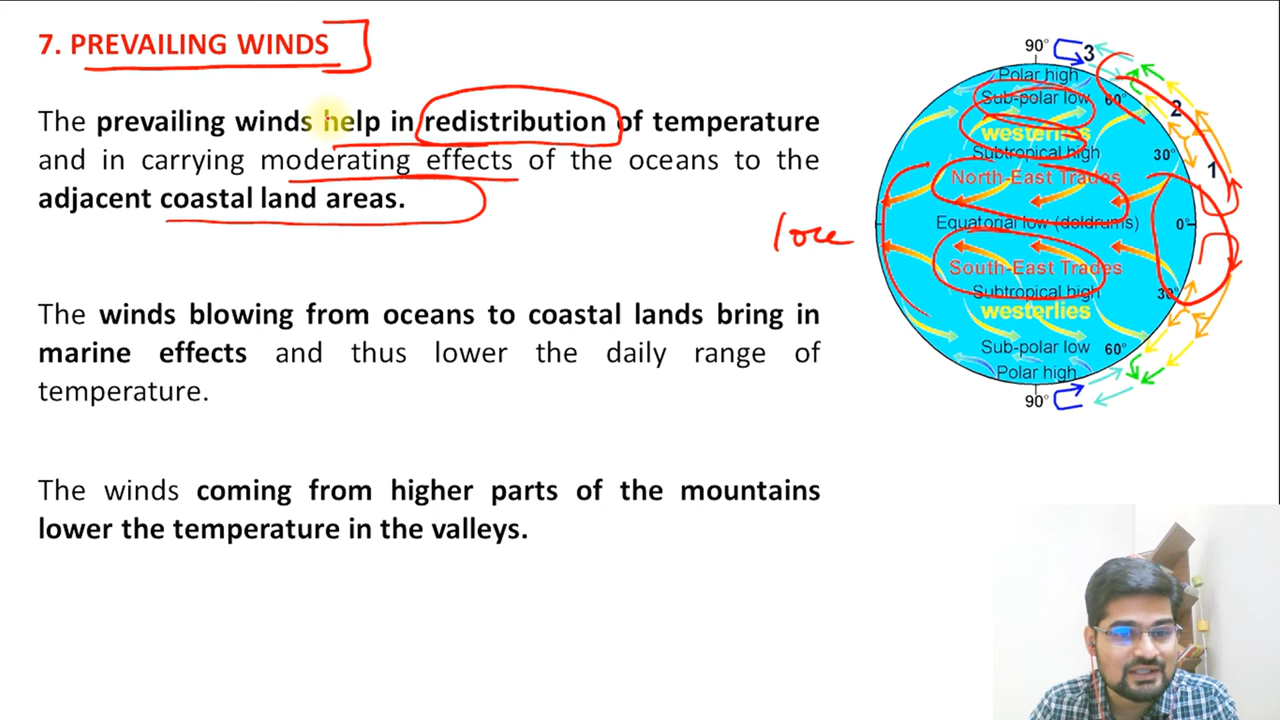 7. PREVAILING WINDS
The prevailing winds help in redistribution of temperature
and in carrying moderating effects of the oceans to the
adjacent coastal land areas.
The winds blowing from oceans to coastal lands bring in
marine effects and thus lower the daily range of
temperature.
The winds coming from higher parts of the mountains
lower the temperature in the valleys.
90° 3
Polar high
Sub-polar low 60° 2
westerlies
Subtropical high 30°
North-East Trades 1
Equatorial low (doldrums) 0°
South-East Trades
Subtropical high 30°
westerlies
Sub-polar low 60°
Polar high
90°